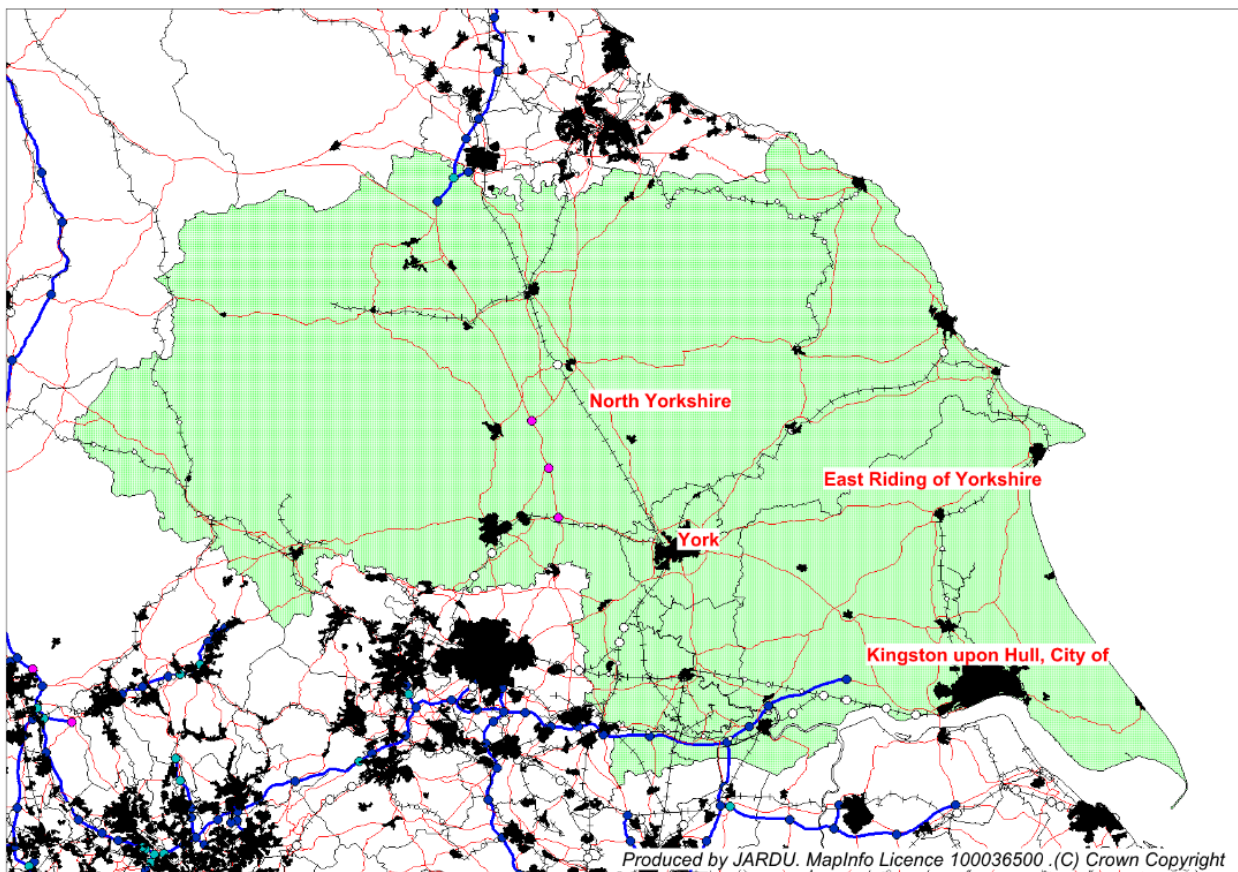 North Yorkshire
East Riding of Yorkshire
York
Kingston upon Hull, City of
Produced by JARDU. MapInfo Licence 100036500 .(C) Crown Copyright